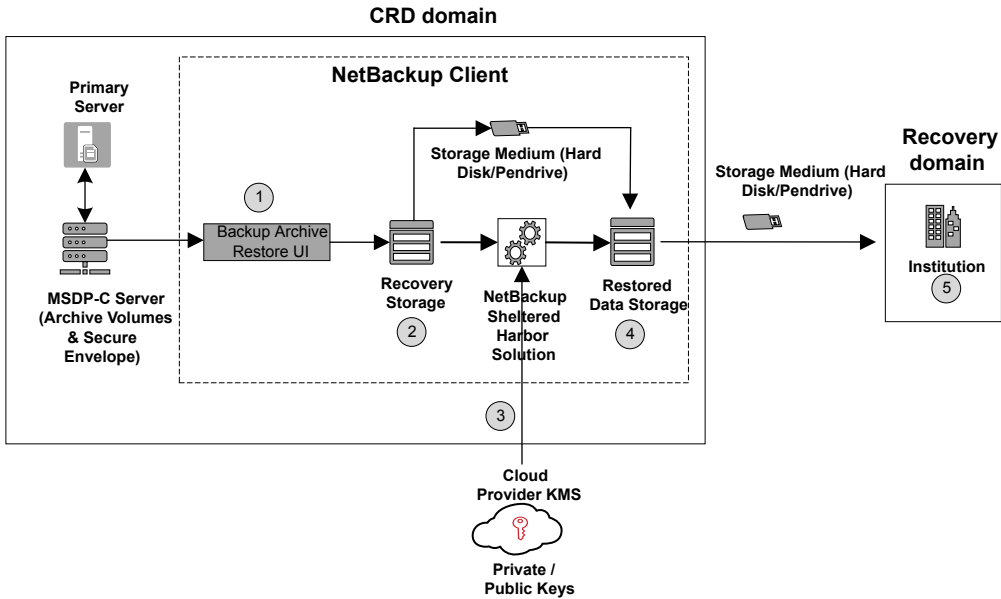 CRD domain
NetBackup Client
Primary
Server
1
Backup Archive
Restore UI
MSDP-C Server
(Archive Volumes
& Secure
Envelope)
Storage Medium (Hard
Disk/Pendrive)
Recovery
Storage
2
NetBackup
Sheltered
Harbor
Solution
Restored
Data Storage
4
3
Cloud
Provider KMS
Private /
Public Keys
Storage Medium (Hard
Disk/Pendrive)
Recovery
domain
Institution
5